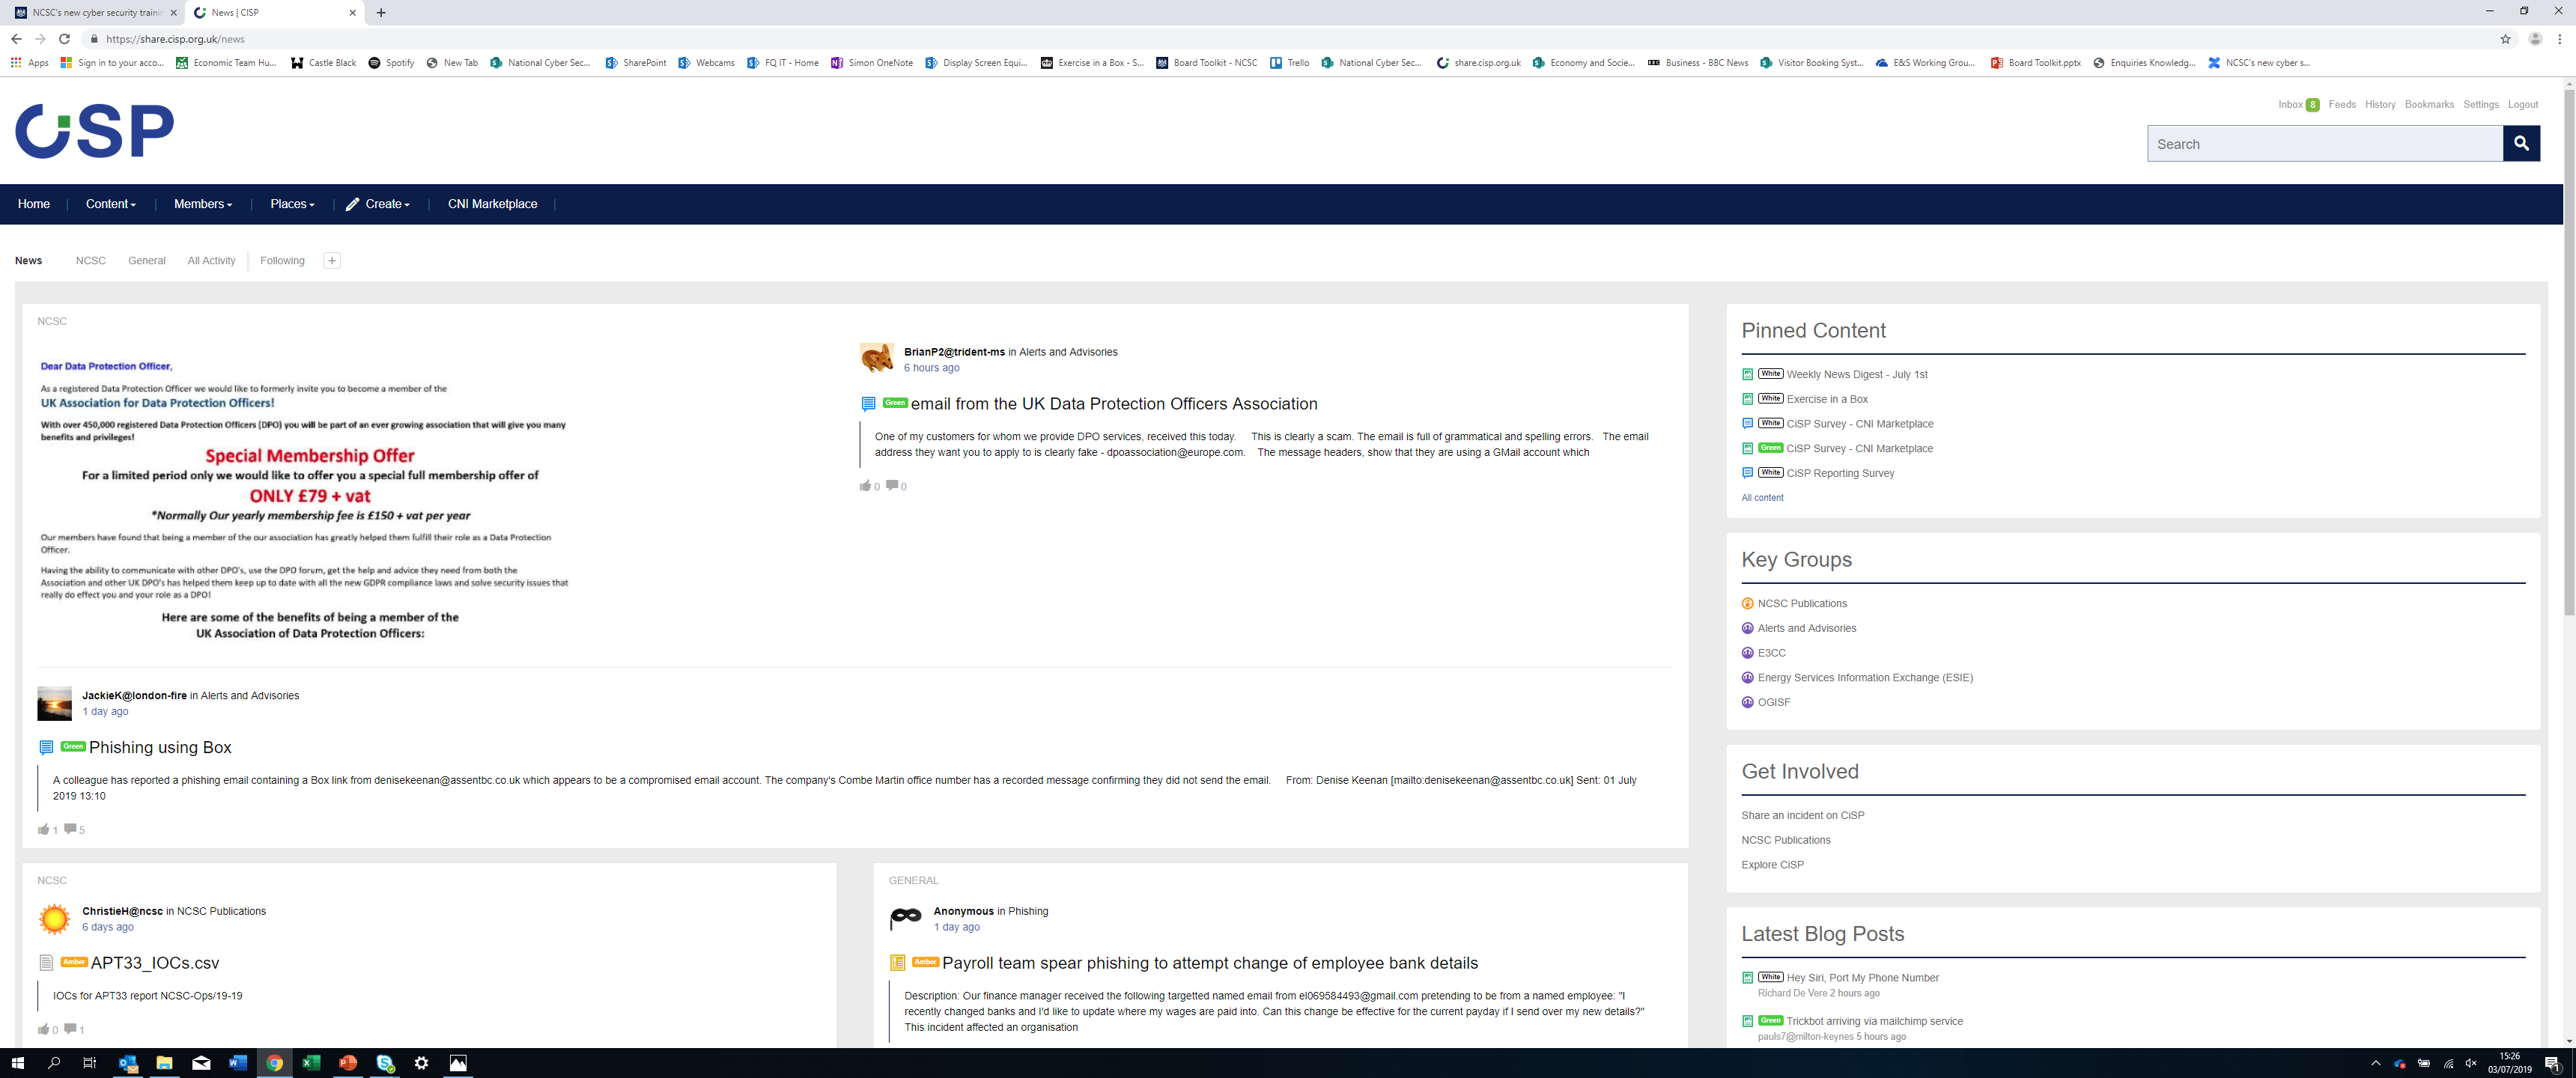 NCSC's new cyber security trainin
News | CISP
https://share.cisp.org.uk/news
Apps
Sign in to your acco...
Economic Team Hu...
Castle Black
Spotify
New Tab
National Cyber Sec...
SharePoint
Webcams
FQ IT - Home
Simon OneNote
Display Screen Equi...
Exercise in a Box - S...
Board Toolkit - NCSC
Trello
National Cyber Sec...
share.cisp.org.uk
Economy and Socie...
Business - BBC News
Visitor Booking Syst...
E&S Working Grou...
Board Toolkit.pptx
Enquiries Knowledg...
NCSC's new cyber s...
CiSP
Inbox 8 Feeds History Bookmarks Settings Logout
Search
Home Content Members Places Create CNI Marketplace
News NCSC General All Activity Following +
NCSC
Dear Data Protection Officer,
As a registered Data Protection Officer we would like to formerly invite you to become a member of the
UK Association for Data Protection Officers!
With over 450,000 registered Data Protection Officers (DPO) you will be part of an ever growing association that will give you many
benefits and privileges!
Special Membership Offer
For a limited period only we would like to offer you a special full membership offer of
ONLY £79 + vat
*Normally Our yearly membership fee is £150 + vat per year
Our members have found that being a member of the our association has greatly helped them fulfill their role as a Data Protection
Officer.
Having the ability to communicate with other DPO's, use the DPO forum, get the help and advice they need from both the
Association and other UK DPO's has helped them keep up to date with all the new GDPR compliance laws and solve security issues that
really do effect you and your role as a DPO!
Here are some of the benefits of being a member of the
UK Association of Data Protection Officers:
BrianP2@trident-ms in Alerts and Advisories
6 hours ago
Green email from the UK Data Protection Officers Association
One of my customers for whom we provide DPO services, received this today. This is clearly a scam. The email is full of grammatical and spelling errors. The email
address they want you to apply to is clearly fake - dpoassociation@europe.com. The message headers, show that they are using a GMail account which
0 0
JackieK@london-fire in Alerts and Advisories
1 day ago
Green Phishing using Box
A colleague has reported a phishing email containing a Box link from denisekeenan@assentbc.co.uk which appears to be a compromised email account. The company's Combe Martin office number has a recorded message confirming they did not send the email. From: Denise Keenan [mailto:denisekeenan@assentbc.co.uk] Sent: 01 July
2019 13:10
1 5
NCSC
ChristieH@ncsc in NCSC Publications
6 days ago
Amber APT33_IOCs.csv
IOCs for APT33 report NCSC-Ops/19-19
0 1
GENERAL
Anonymous in Phishing
1 day ago
Amber Payroll team spear phishing to attempt change of employee bank details
Description: Our finance manager received the following targetted named email from el069584493@gmail.com pretending to be from a named employee: "I
recently changed banks and I'd like to update where my wages are paid into. Can this change be effective for the current payday if I send over my new details?"
This incident affected an organisation
Pinned Content
White Weekly News Digest - July 1st
White Exercise in a Box
White CiSP Survey - CNI Marketplace
Green CiSP Survey - CNI Marketplace
White CiSP Reporting Survey
All content
Key Groups
NCSC Publications
Alerts and Advisories
E3CC
Energy Services Information Exchange (ESIE)
OGISF
Get Involved
Share an incident on CiSP
NCSC Publications
Explore CiSP
Latest Blog Posts
White Hey Siri, Port My Phone Number
Richard De Vere 2 hours ago
Green Trickbot arriving via mailchimp service
pauls7@milton-keynes 5 hours ago
15:26
03/07/2019